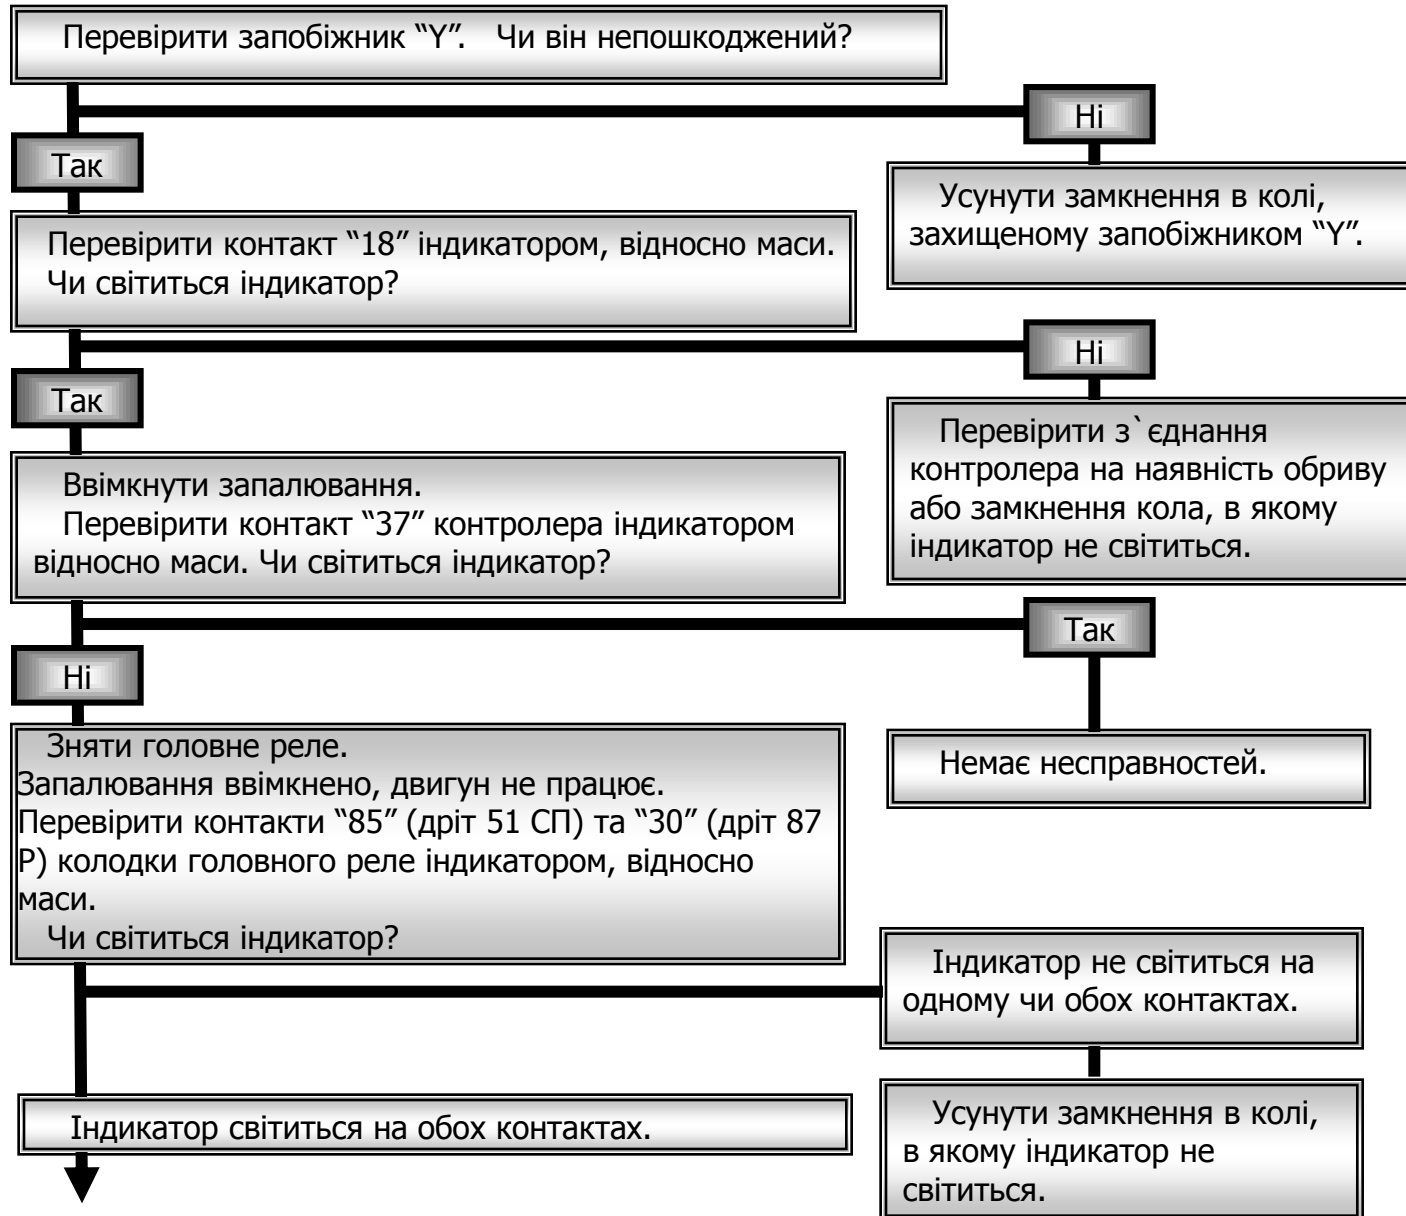 Перевірити запобіжник “Y”. Чи він непошкоджений?
Ні
Так
Усунути замкнення в колі,
захищеному запобіжником “Y”.
Перевірити контакт “18” індикатором, відносно маси.
Чи світиться індикатор?
Ні
Так
Перевірити з`єднання
контролера на наявність обриву
або замкнення кола, в якому
індикатор не світиться.
Ввімкнути запалювання.
Перевірити контакт “37” контролера індикатором
відносно маси. Чи світиться індикатор?
Так
Ні
Немає несправностей.
Зняти головне реле.
Запалювання ввімкнено, двигун не працює.
Перевірити контакти “85” (дріт 51 СП) та “30” (дріт 87
Р) колодки головного реле індикатором, відносно
маси.
Чи світиться індикатор?
Індикатор не світиться на
одному чи обох контактах.
Індикатор світиться на обох контактах.
Усунути замкнення в колі,
в якому індикатор не
світиться.